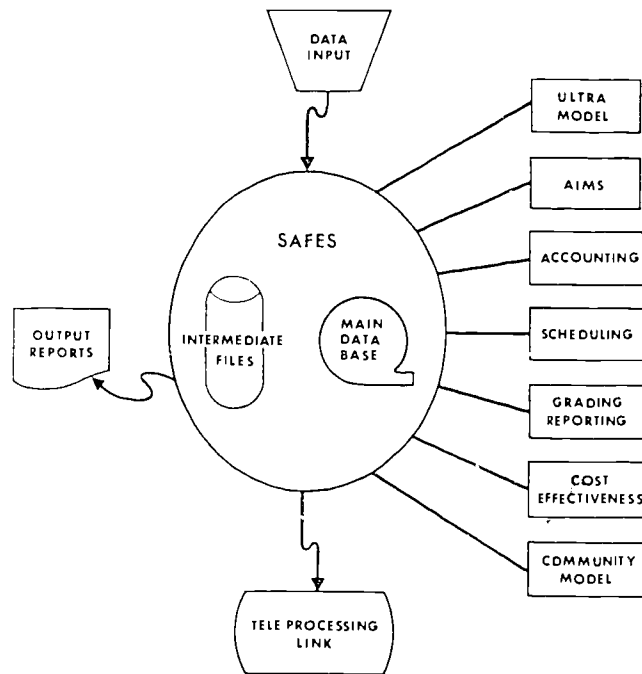 DATA
INPUT
ULTRA
MODEL
AIMS
SAFES
ACCOUNTING
OUTPUT
REPORTS
INTERMEDIATE
FILES
MAIN
DATA
BASE
SCHEDULING
GRADING
REPORTING
COST
EFFECTIVENESS
COMMUNITY
MODEL
TELE PROCESSING
LINK